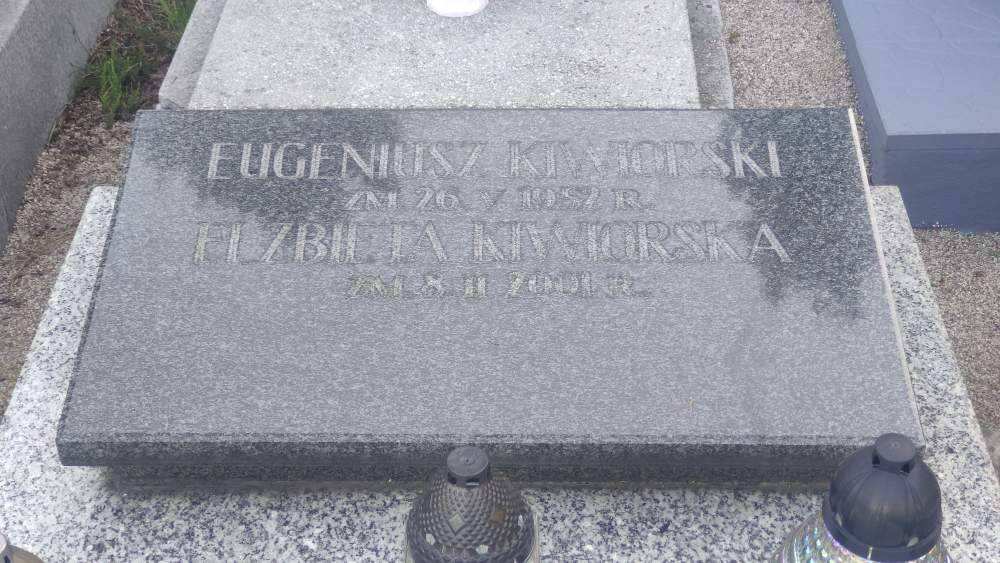 EUGENIUSZ KIWIORSKI
ZM. 26. V. 1952 R.
ELŻBIETA KIWIORSKA
ZM. 8. II. 2001 R.